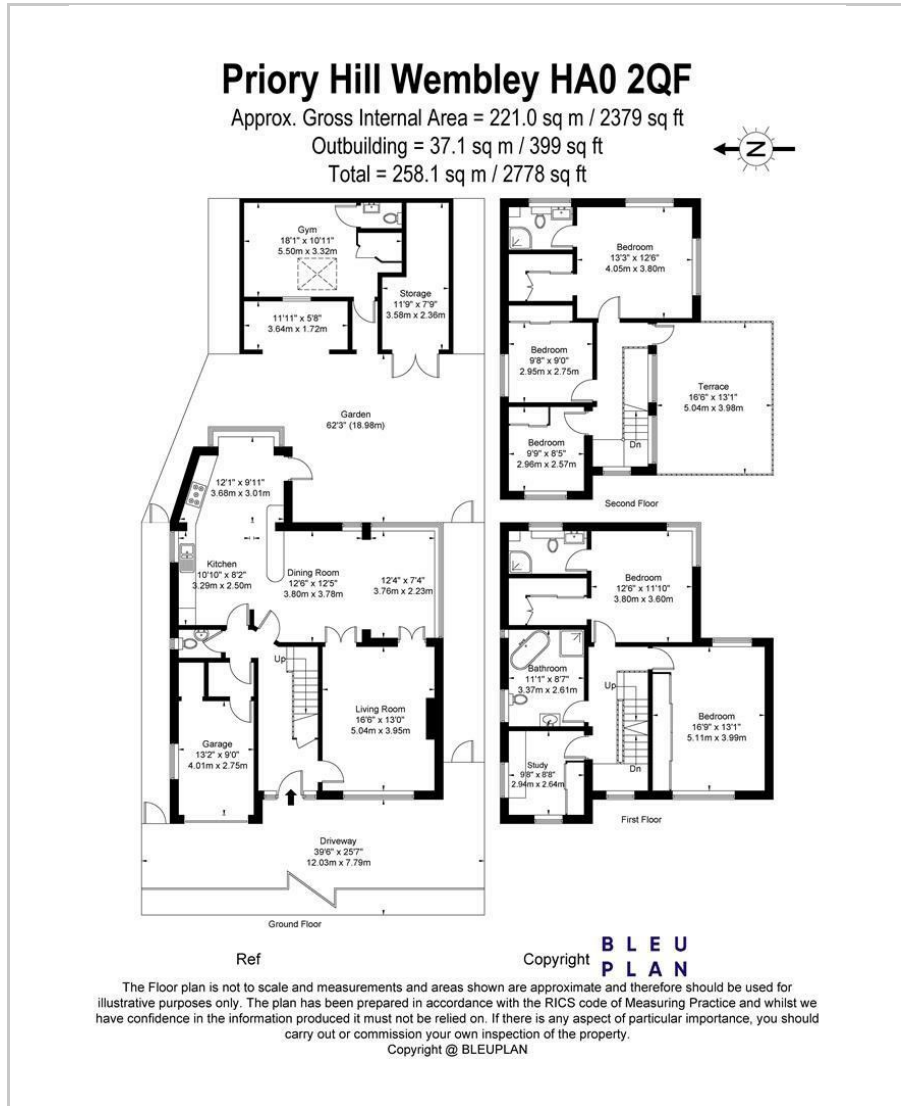 Priory Hill Wembley HA0 2QF
Approx. Gross Internal Area = 221.0 sq m / 2379 sq ft
Outbuilding = 37.1 sq m / 399 sq ft
Total = 258.1 sq m / 2778 sq ft
N
Gym
18'1" x 10'11"
5.50m x 3.32m
Storage
11'9" x 7'9"
3.58m x 2.36m
11'11" x 5'8"
3.64m x 1.72m
Garden
62'3" (18.98m)
12'1" x 9'11"
3.68m x 3.01m
Kitchen
10'10" x 8'2"
3.29m x 2.50m
Dining Room
12'6" x 12'5"
3.80m x 3.78m
12'4" x 7'4"
3.76m x 2.23m
Up
Living Room
16'6" x 13'0"
5.04m x 3.95m
Garage
13'2" x 9'0"
4.01m x 2.75m
Driveway
39'6" x 25'7"
12.03m x 7.79m
Ground Floor
Bedroom
13'3" x 12'6"
4.05m x 3.80m
Bedroom
9'8" x 9'0"
2.95m x 2.75m
Terrace
16'6" x 13'1"
5.04m x 3.98m
Bedroom
9'9" x 8'5"
2.96m x 2.57m
Dn
Second Floor
Bedroom
12'6" x 11'10"
3.80m x 3.60m
Bathroom
11'1" x 8'7"
3.37m x 2.61m
Up
Bedroom
16'9" x 13'1"
5.11m x 3.99m
Dn
Study
9'8" x 8'8"
2.94m x 2.64m
First Floor
Ref
Copyright
BLEU
PLAN
The Floor plan is not to scale and measurements and areas shown are approximate and therefore should be used for
illustrative purposes only. The plan has been prepared in accordance with the RICS code of Measuring Practice and whilst we
have confidence in the information produced it must not be relied on. If there is any aspect of particular importance, you should
carry out or commission your own inspection of the property.
Copyright @ BLEUPLAN